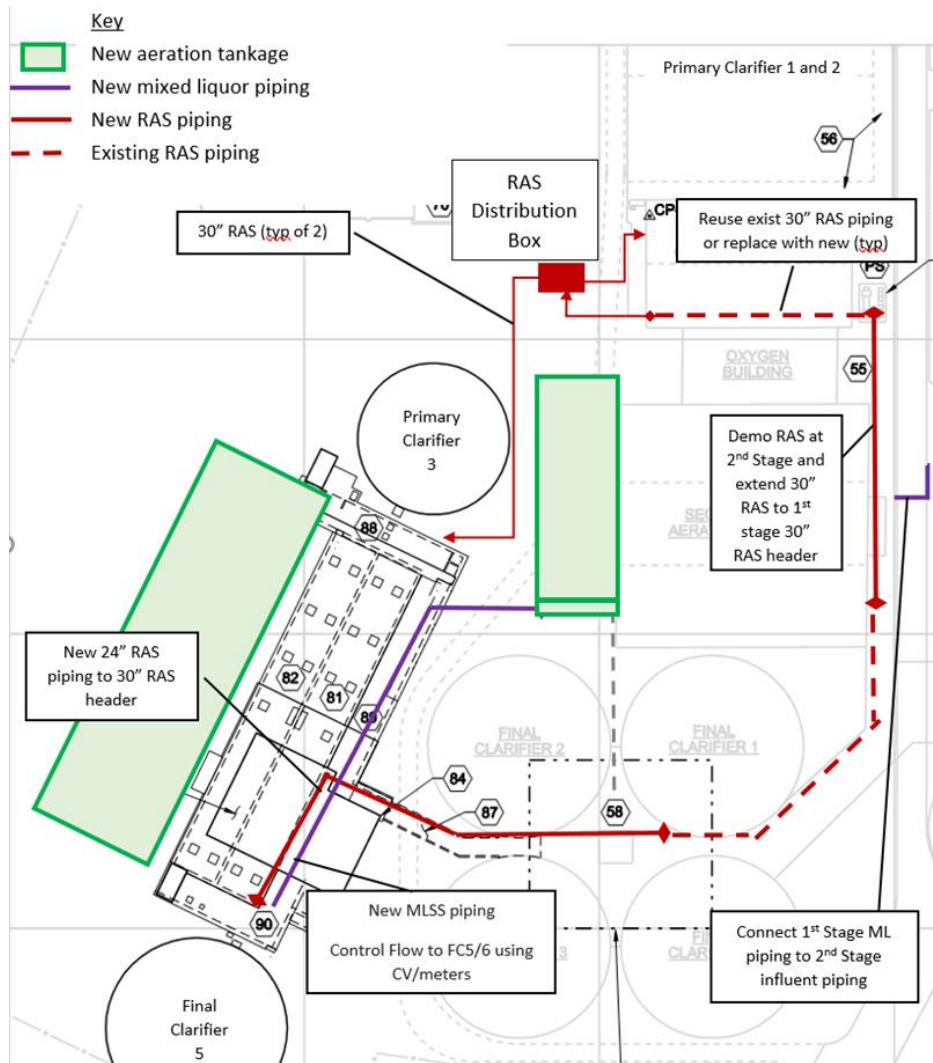 Key
New aeration tankage
New mixed liquor piping
New RAS piping
Existing RAS piping
Primary Clarifier 1 and 2
56
RAS
Distribution
Box
CP
30” RAS (typ of 2)
Reuse exist 30” RAS piping
or replace with new (typ)
PS
OXYGEN
BUILDING
55
Primary
Clarifier
3
Demo RAS at
2nd Stage and
extend 30”
RAS to 1st
stage 30”
RAS header
88
New 24” RAS
piping to 30” RAS
header
82
81
FINAL
CLARIFIER 2
FINAL
CLARIFIER 1
84
87
58
90
New MLSS piping
Control Flow to FC5/6 using
CV/meters
Connect 1st Stage ML
piping to 2nd Stage
influent piping
Final
Clarifier
5